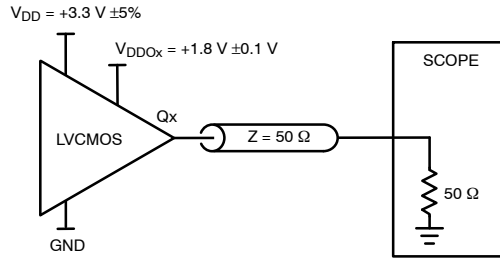 VDD = +3.3 V ±5%
VDDOx = +1.8 V ±0.1 V
SCOPE
Qx
LVCMOS
Z = 50 Ω
50 Ω
GND